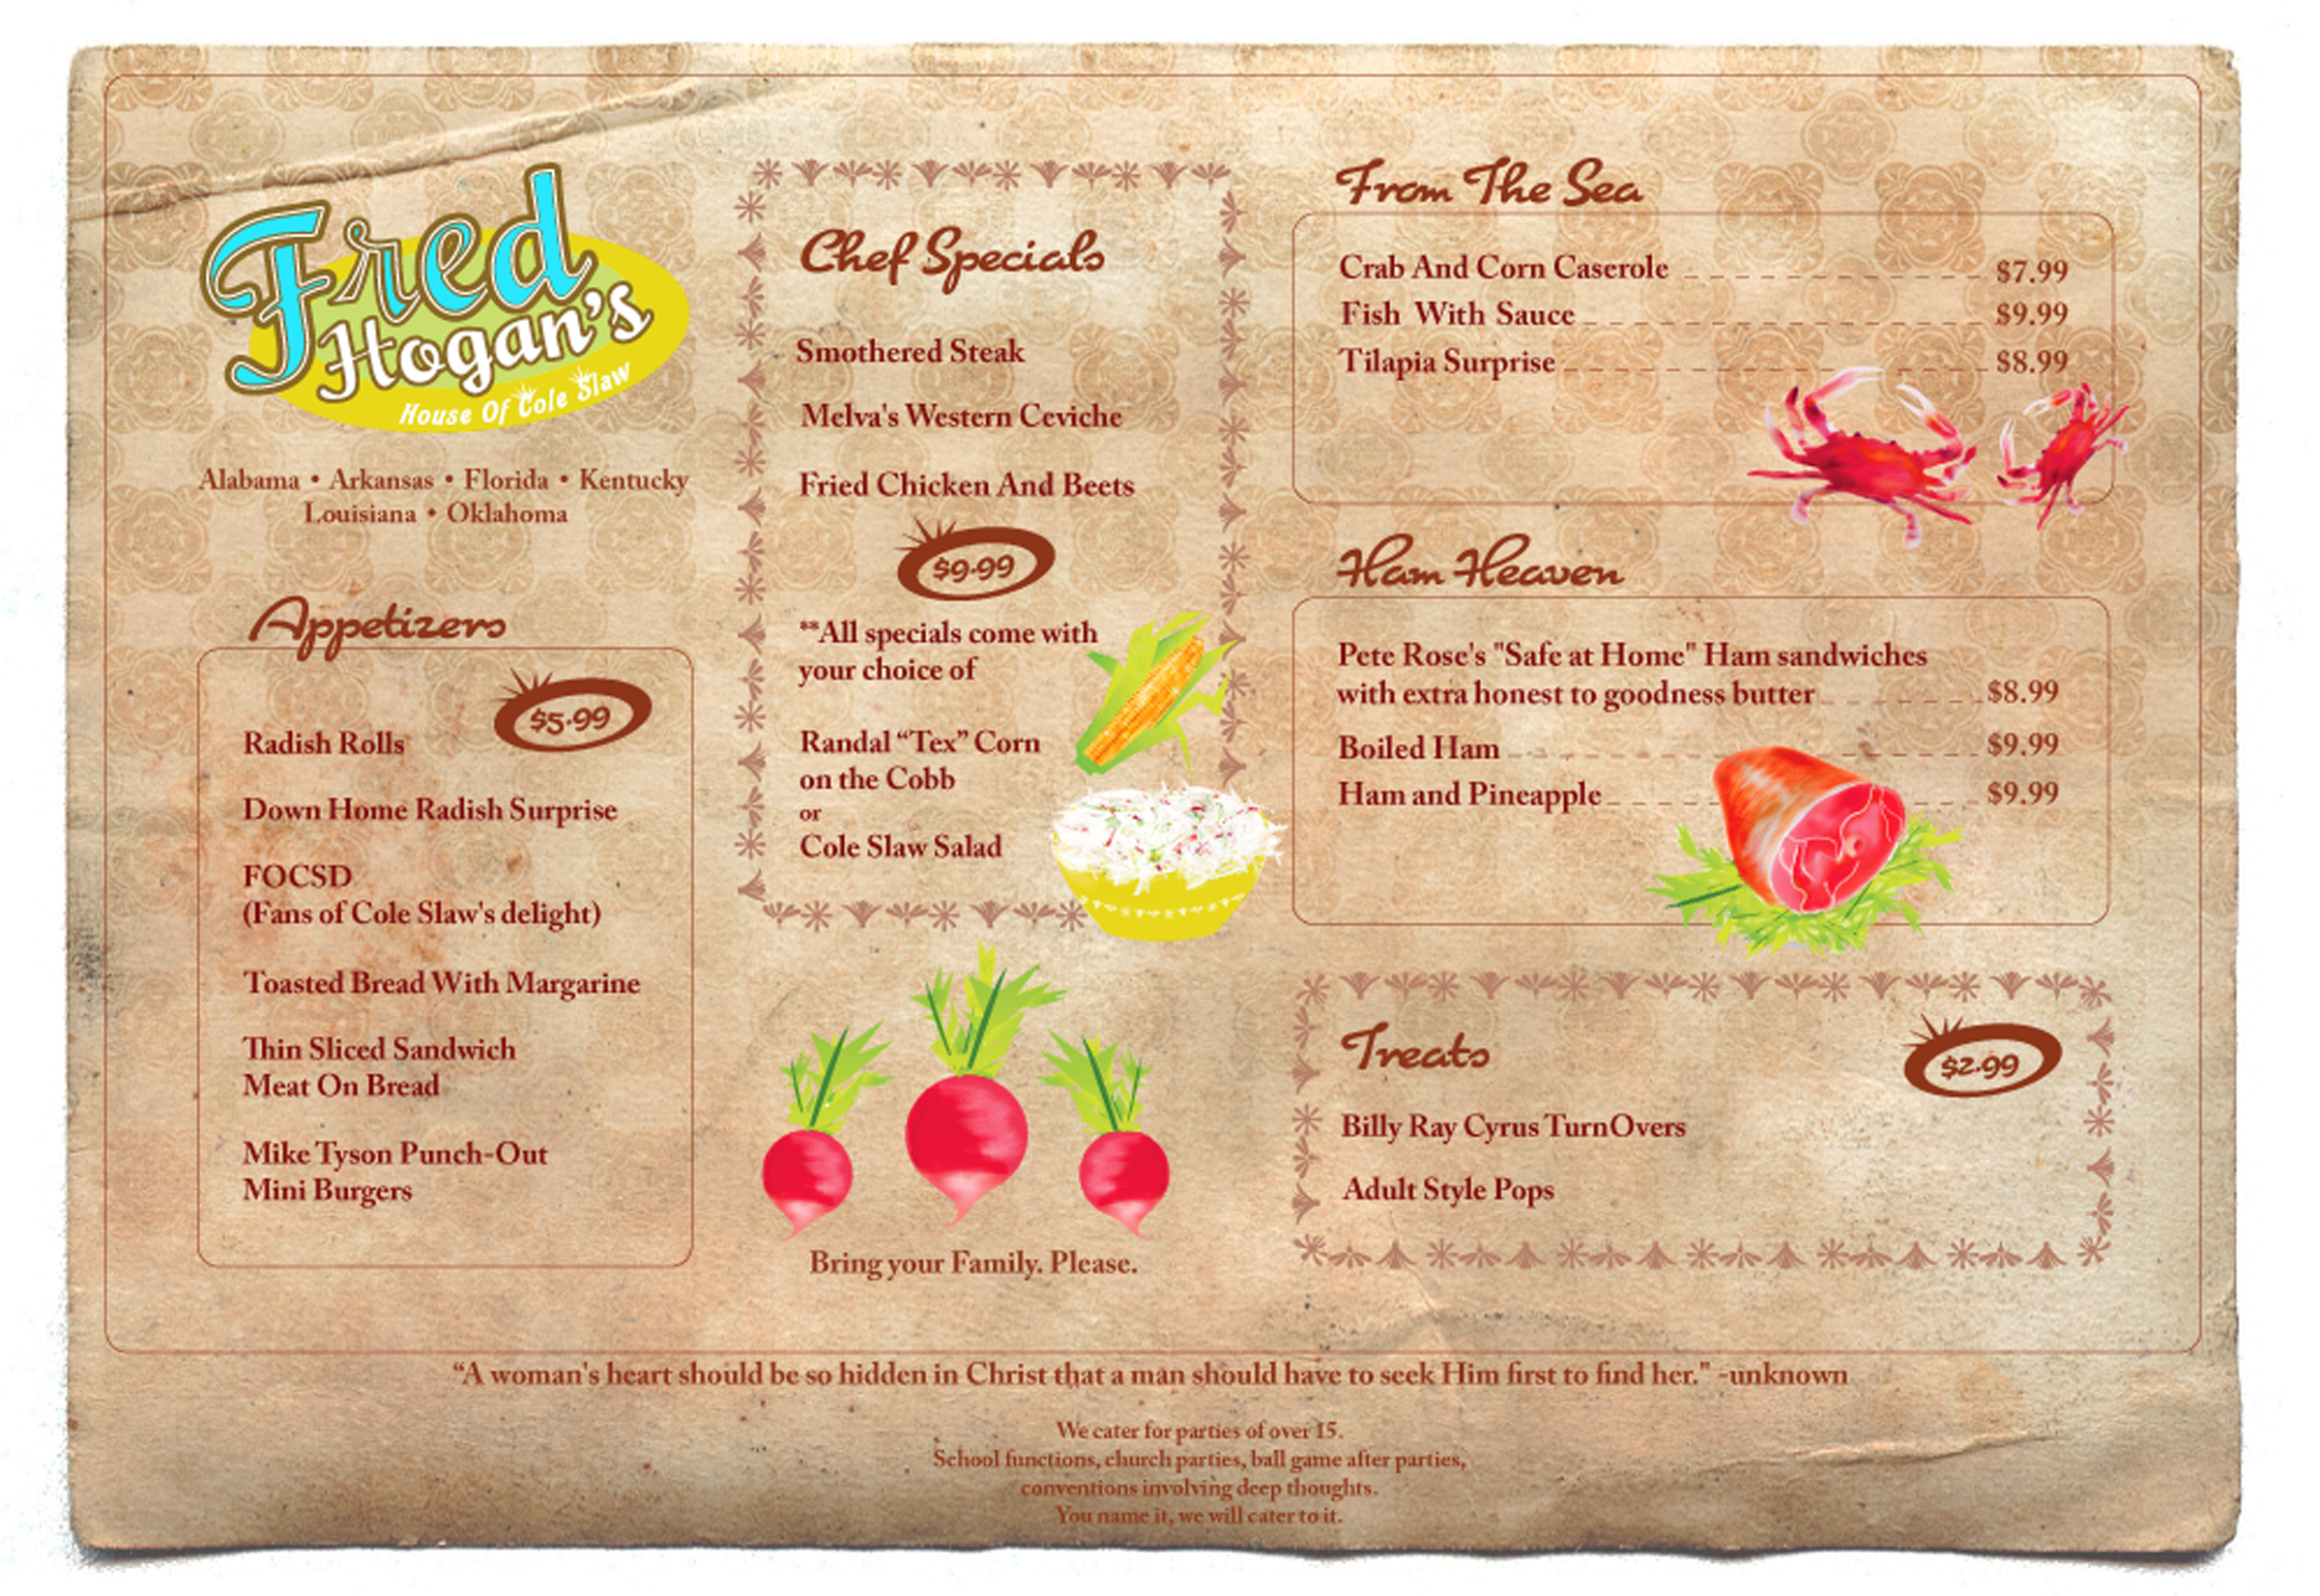 Fred
Hogan's
House Of Cole Slaw
Alabama • Arkansas • Florida • Kentucky
Louisiana • Oklahoma
Appetizers
$5.99
Radish Rolls
Down Home Radish Surprise
FOCSD
(Fans of Cole Slaw's delight)
Toasted Bread With Margarine
Thin Sliced Sandwich
Meat On Bread
Mike Tyson Punch-Out
Mini Burgers
Chef Specials
Smothered Steak
Melva's Western Ceviche
Fried Chicken And Beets
$9.99
**All specials come with
your choice of
Randal “Tex” Corn
on the Cobb
or
Cole Slaw Salad
Bring your Family. Please.
From The Sea
Crab And Corn Caserole $7.99
Fish With Sauce $9.99
Tilapia Surprise $8.99
Ham Heaven
Pete Rose's "Safe at Home" Ham sandwiches
with extra honest to goodness butter $8.99
Boiled Ham $9.99
Ham and Pineapple $9.99
Treats
$2.99
Billy Ray Cyrus TurnOvers
Adult Style Pops
“A woman's heart should be so hidden in Christ that a man should have to seek Him first to find her." -unknown
We cater for parties of over 15.
School functions, church parties, ball game after parties,
conventions involving deep thoughts.
You name it, we will cater to it.